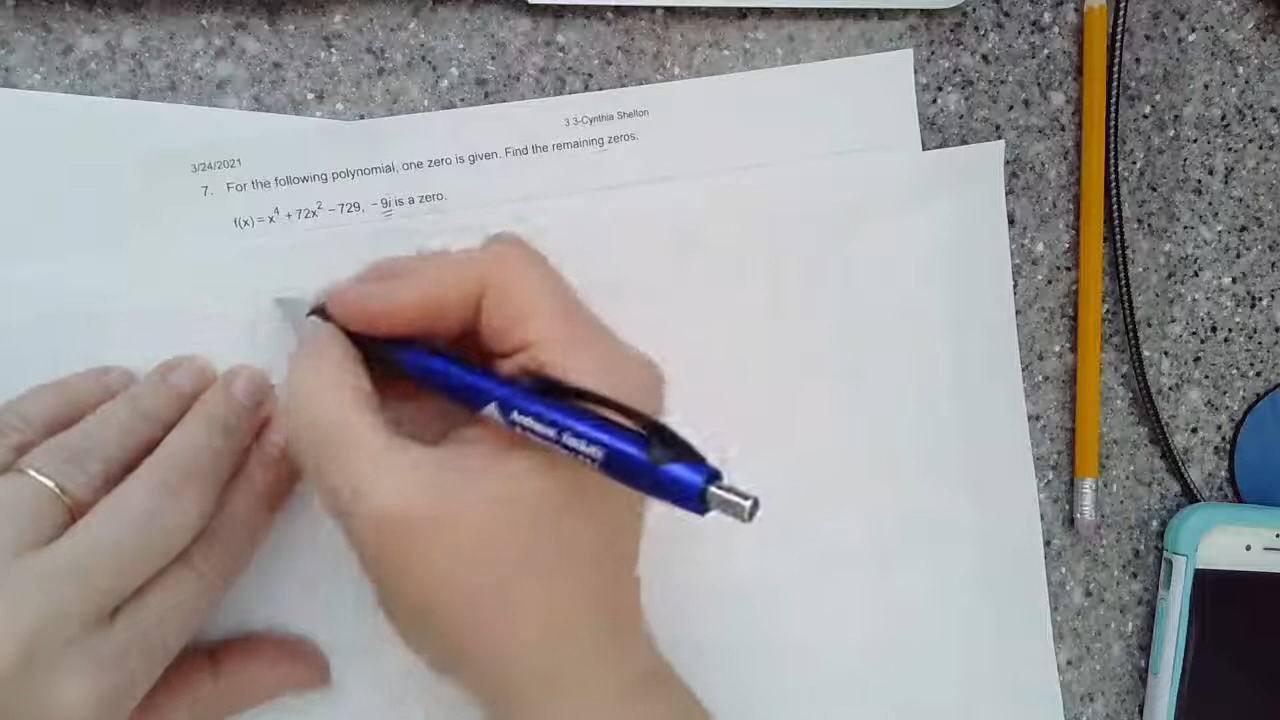 3.3-Cynthia Shelton
3/24/2021
7. For the following polynomial, one zero is given. Find the remaining zeros.
f(x) = x⁴ + 72x² − 729, − 9i is a zero.